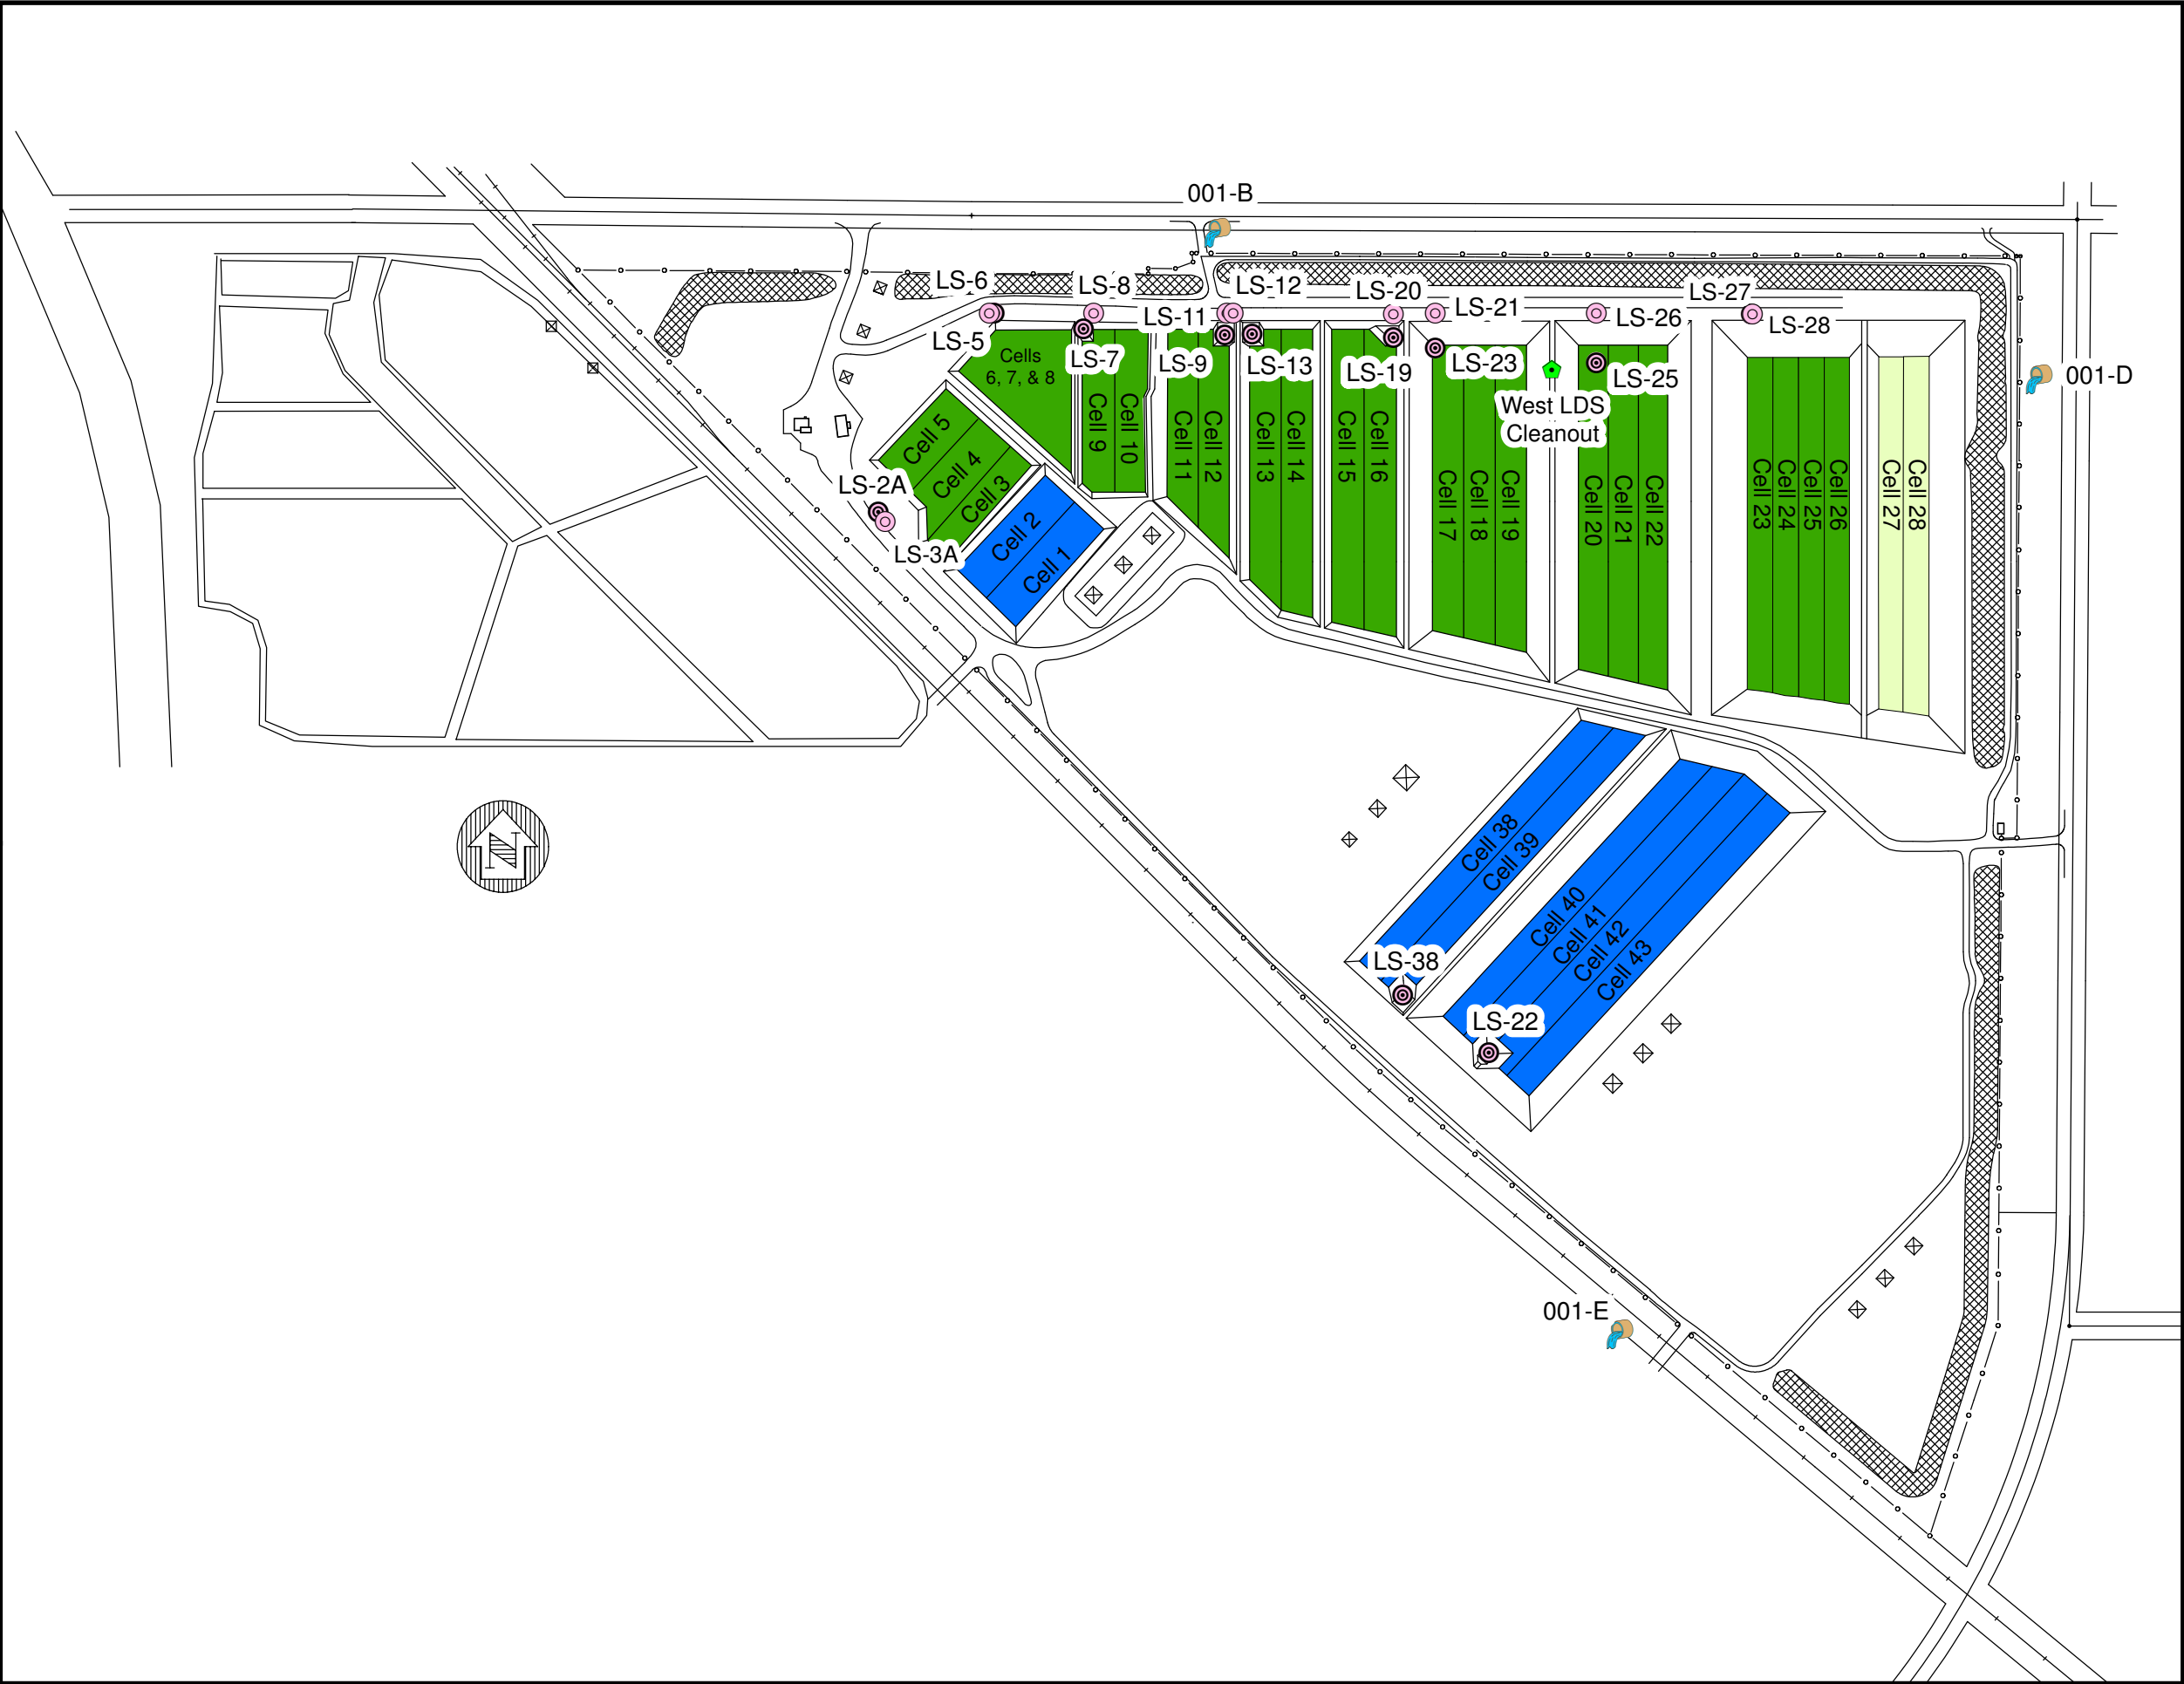 001-B
LS-6
LS-8
LS-12
LS-20
LS-27
LS-11
LS-21
LS-26
LS-28
LS-5
LS-7
LS-9
LS-13
LS-19
LS-23
LS-25
001-D
Cells
6, 7, & 8
West LDS
Cleanout
Cell 5
Cell 4
Cell 3
Cell 9
Cell 10
Cell 11
Cell 12
Cell 13
Cell 14
Cell 15
Cell 16
Cell 17
Cell 18
Cell 19
Cell 20
Cell 21
Cell 22
Cell 23
Cell 24
Cell 25
Cell 26
Cell 27
Cell 28
LS-2A
LS-3A
Cell 2
Cell 1
N
Cell 38
Cell 39
Cell 40
Cell 41
Cell 42
Cell 43
LS-38
LS-22
001-E